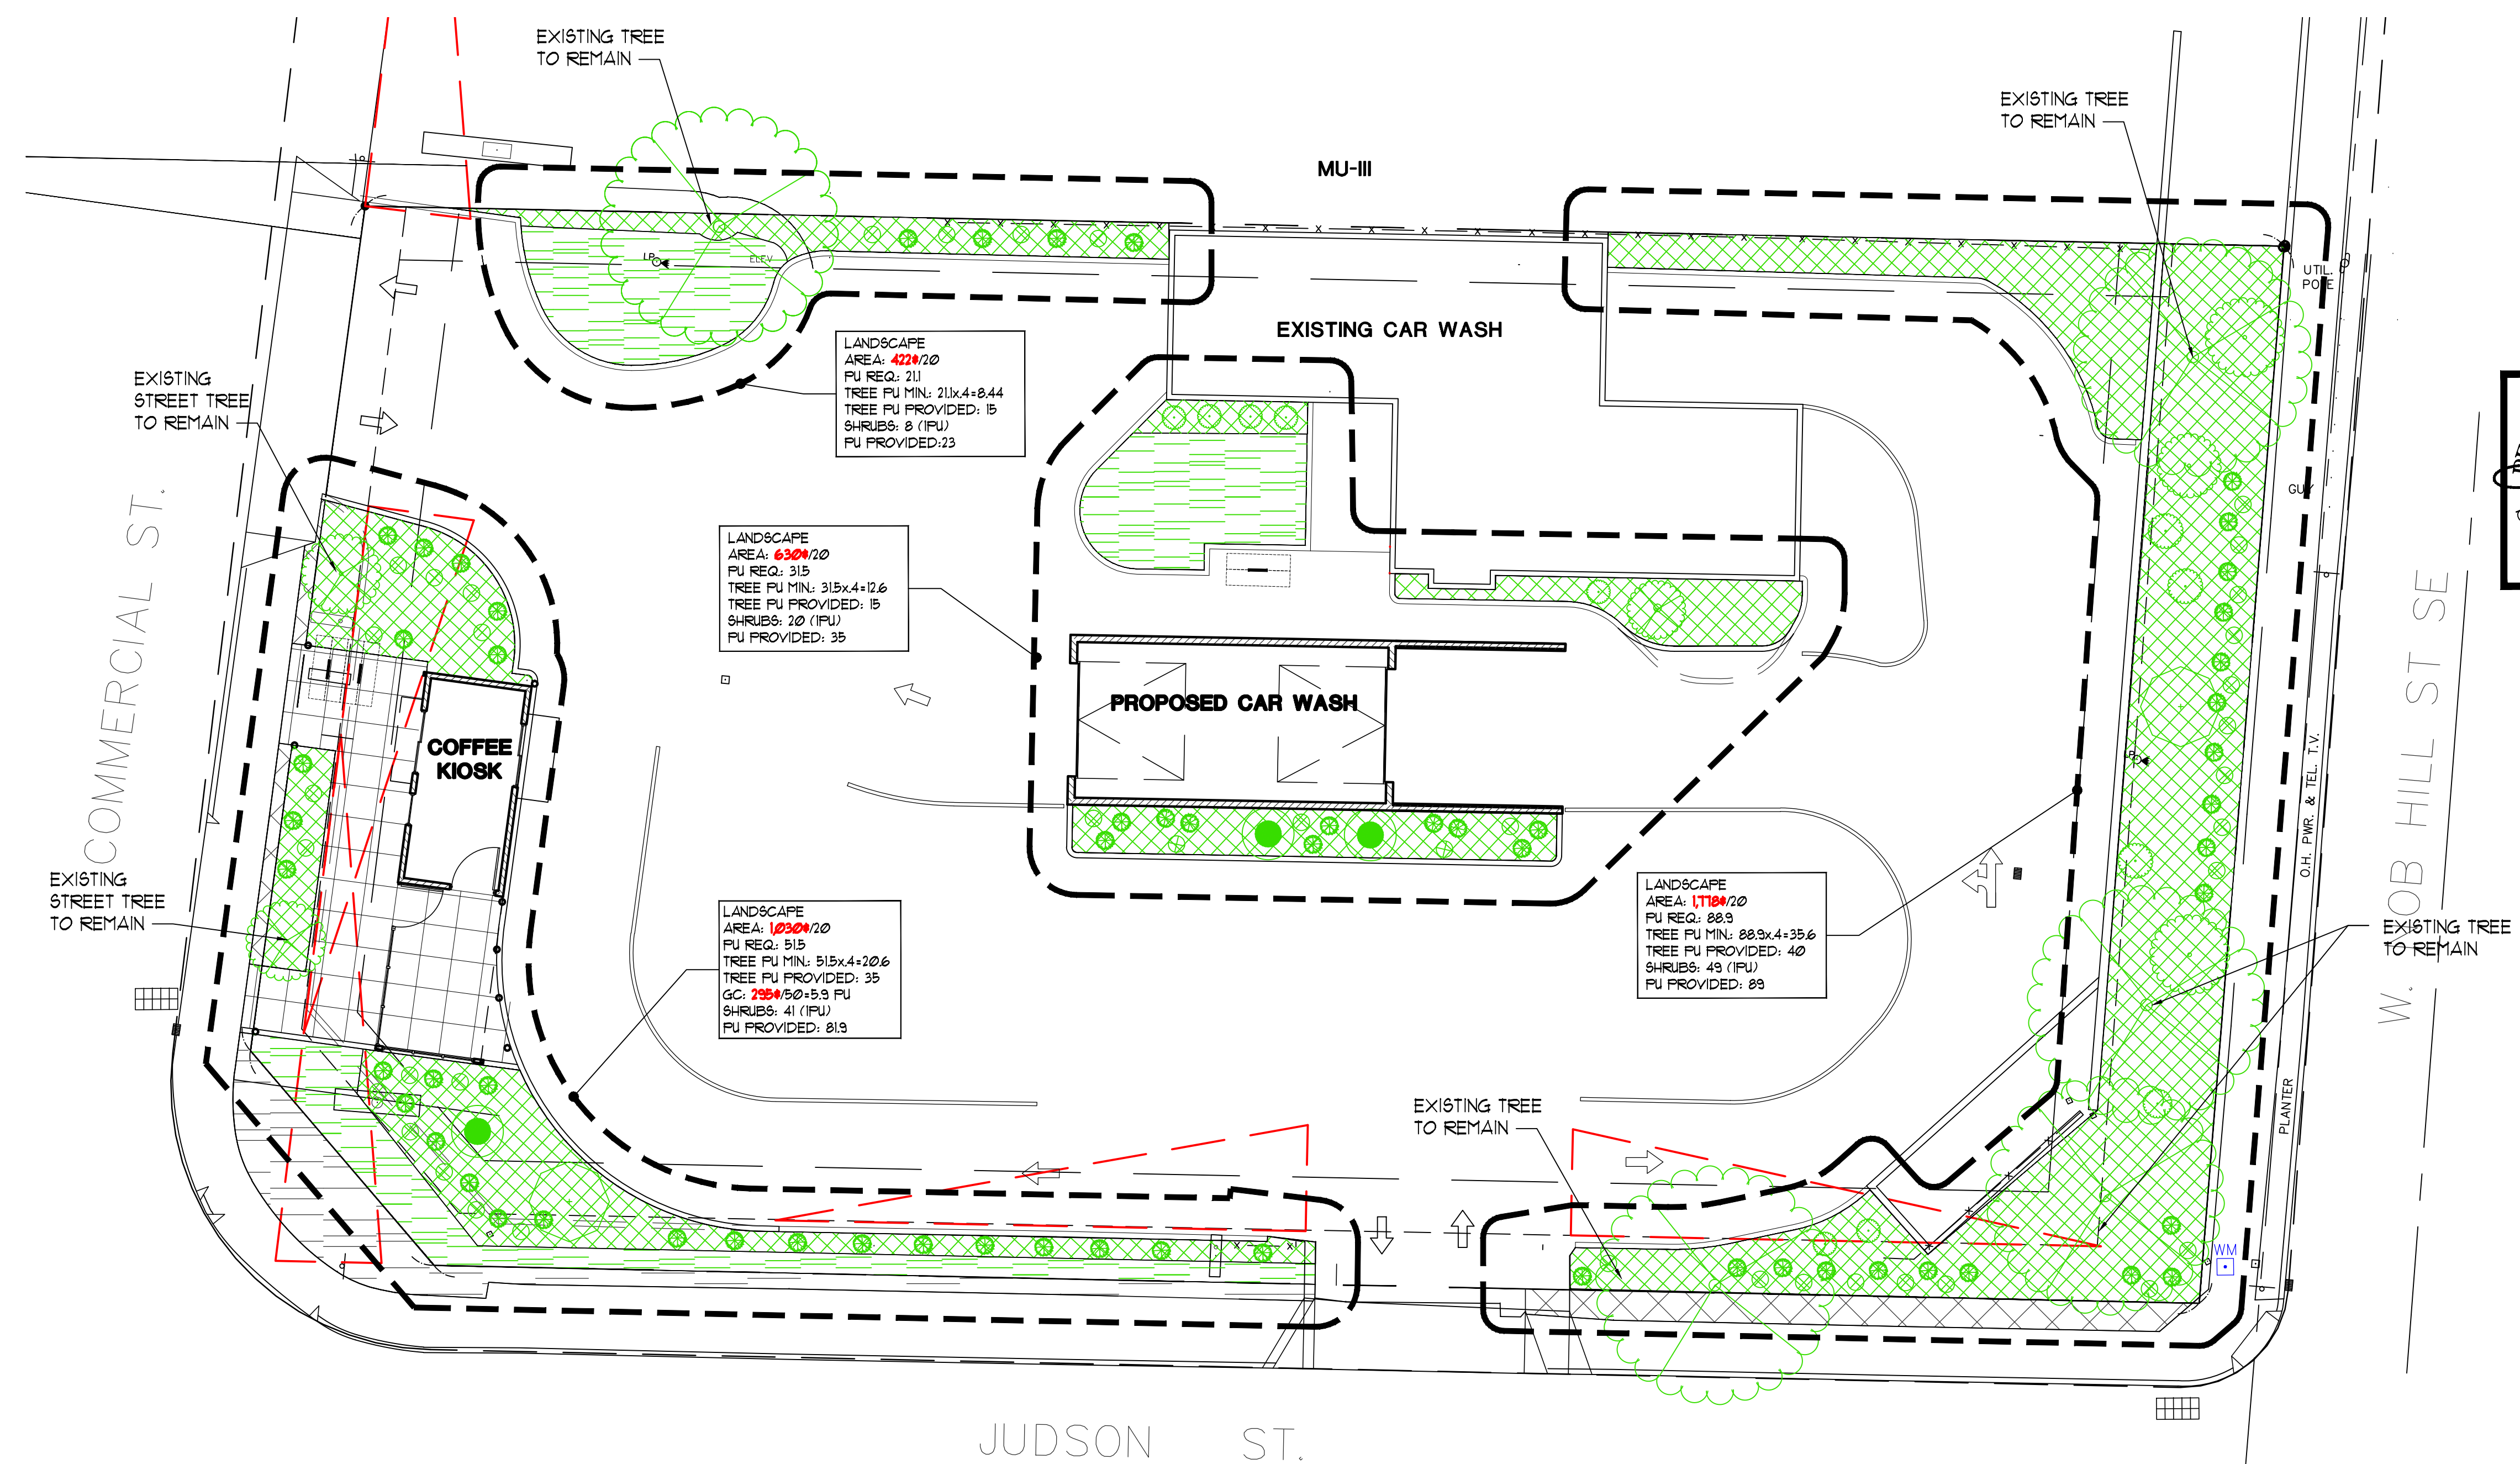 EXISTING TREE
TO REMAIN
EXISTING TREE
TO REMAIN
MU-III
UTIL.
POLE
LP
ELEV
EXISTING CAR WASH
LANDSCAPE
AREA: 422#/20
PU REQ.: 21.1
TREE PU MIN.: 21.1x.4=8.44
TREE PU PROVIDED: 15
SHRUBS: 8 (1PU)
PU PROVIDED:23
EXISTING
STREET TREE
TO REMAIN
GUY
LANDSCAPE
AREA: 630#/20
PU REQ.: 31.5
TREE PU MIN.: 31.5x.4=12.6
TREE PU PROVIDED: 15
SHRUBS: 20 (1PU)
PU PROVIDED: 35
COMMERCIAL ST.
PROPOSED CAR WASH
COFFEE
KIOSK
LP
O.H. PWR. & TEL. T.V.
EXISTING
STREET TREE
TO REMAIN
LANDSCAPE
AREA: 1,030#/20
PU REQ.: 51.5
TREE PU MIN.: 51.5x.4=20.6
TREE PU PROVIDED: 35
GC: 295#/50=5.9 PU
SHRUBS: 41 (1PU)
PU PROVIDED: 81.9
LANDSCAPE
AREA: 1,778#/20
PU REQ.: 88.9
TREE PU MIN.: 88.9x.4=35.6
TREE PU PROVIDED: 40
SHRUBS: 49 (1PU)
PU PROVIDED: 89
EXISTING TREE
TO REMAIN
W. NOB HILL ST SE
EXISTING TREE
TO REMAIN
PLANTER
WM
JUDSON ST.